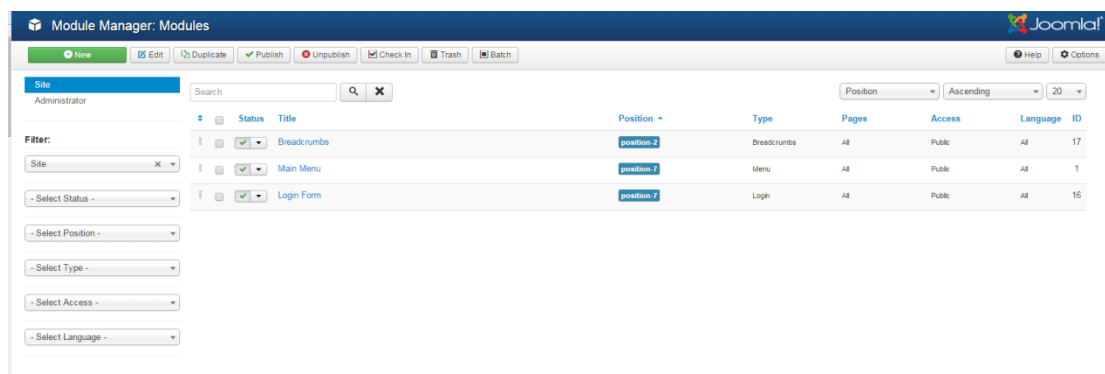 Module Manager: Modules
Joomla!
New Edit Duplicate Publish Unpublish Check In Trash Batch Help Options
Site
Administrator
Search Position Ascending 20
Status Title Position Type Pages Access Language ID
Filter:
Breadcrumbs position-2 Breadcrumbs All Public All 17
Site
Main Menu position-7 Menu All Public All 1
Login Form position-7 Login All Public All 16
- Select Status -
- Select Position -
- Select Type -
- Select Access -
- Select Language -